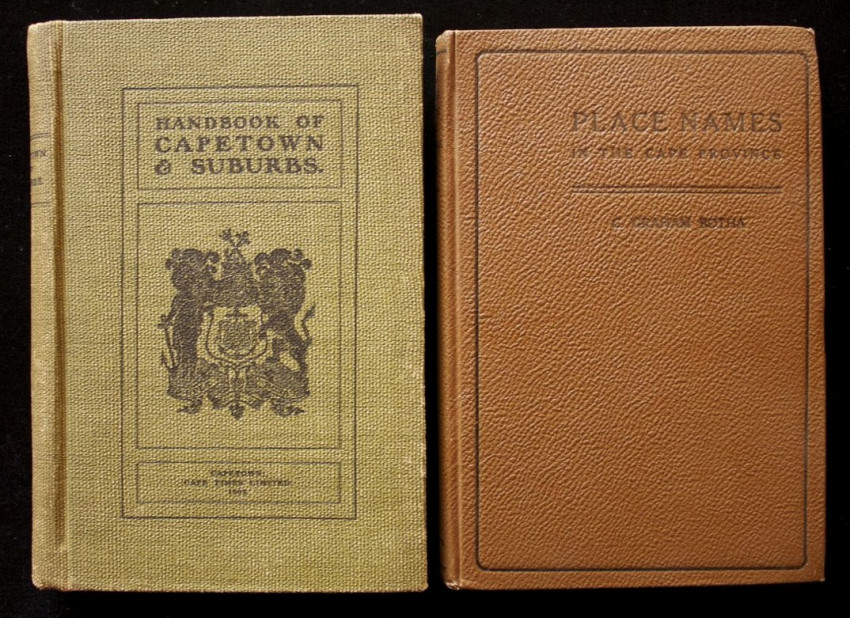 HANDBOOK OF
CAPETOWN
& SUBURBS.
CAPETOWN:
CAPE TIMES LIMITED.
PLACE NAMES
IN THE CAPE PROVINCE
C. GRAHAM BOTHA